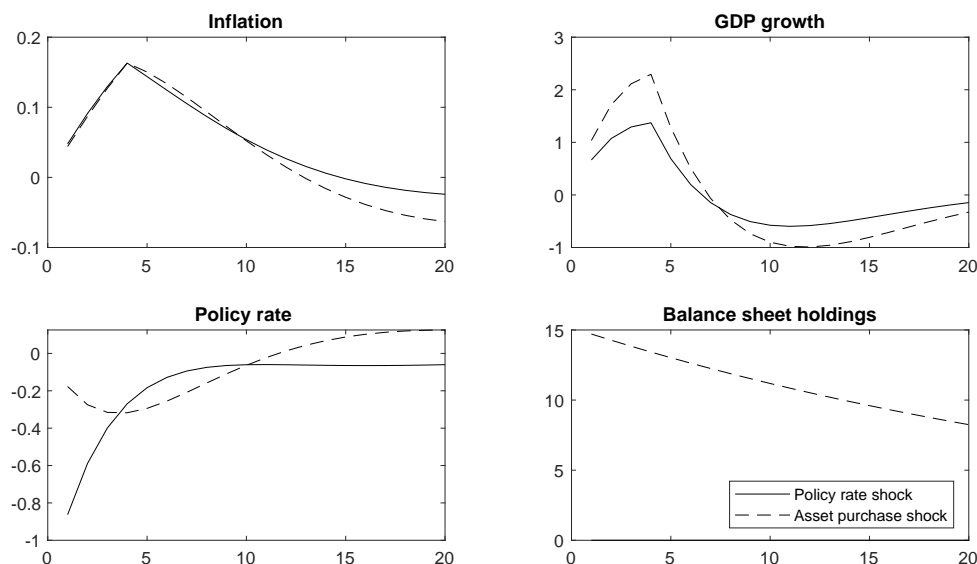 Inflation
0.2
0.1
0
-0.1
0 5 10 15 20
GDP growth
3
2
1
0
-1
0 5 10 15 20
Policy rate
0
-0.2
-0.4
-0.6
-0.8
-1
0 5 10 15 20
Balance sheet holdings
15
10
5
0
0 5 10 15 20
Policy rate shock
Asset purchase shock